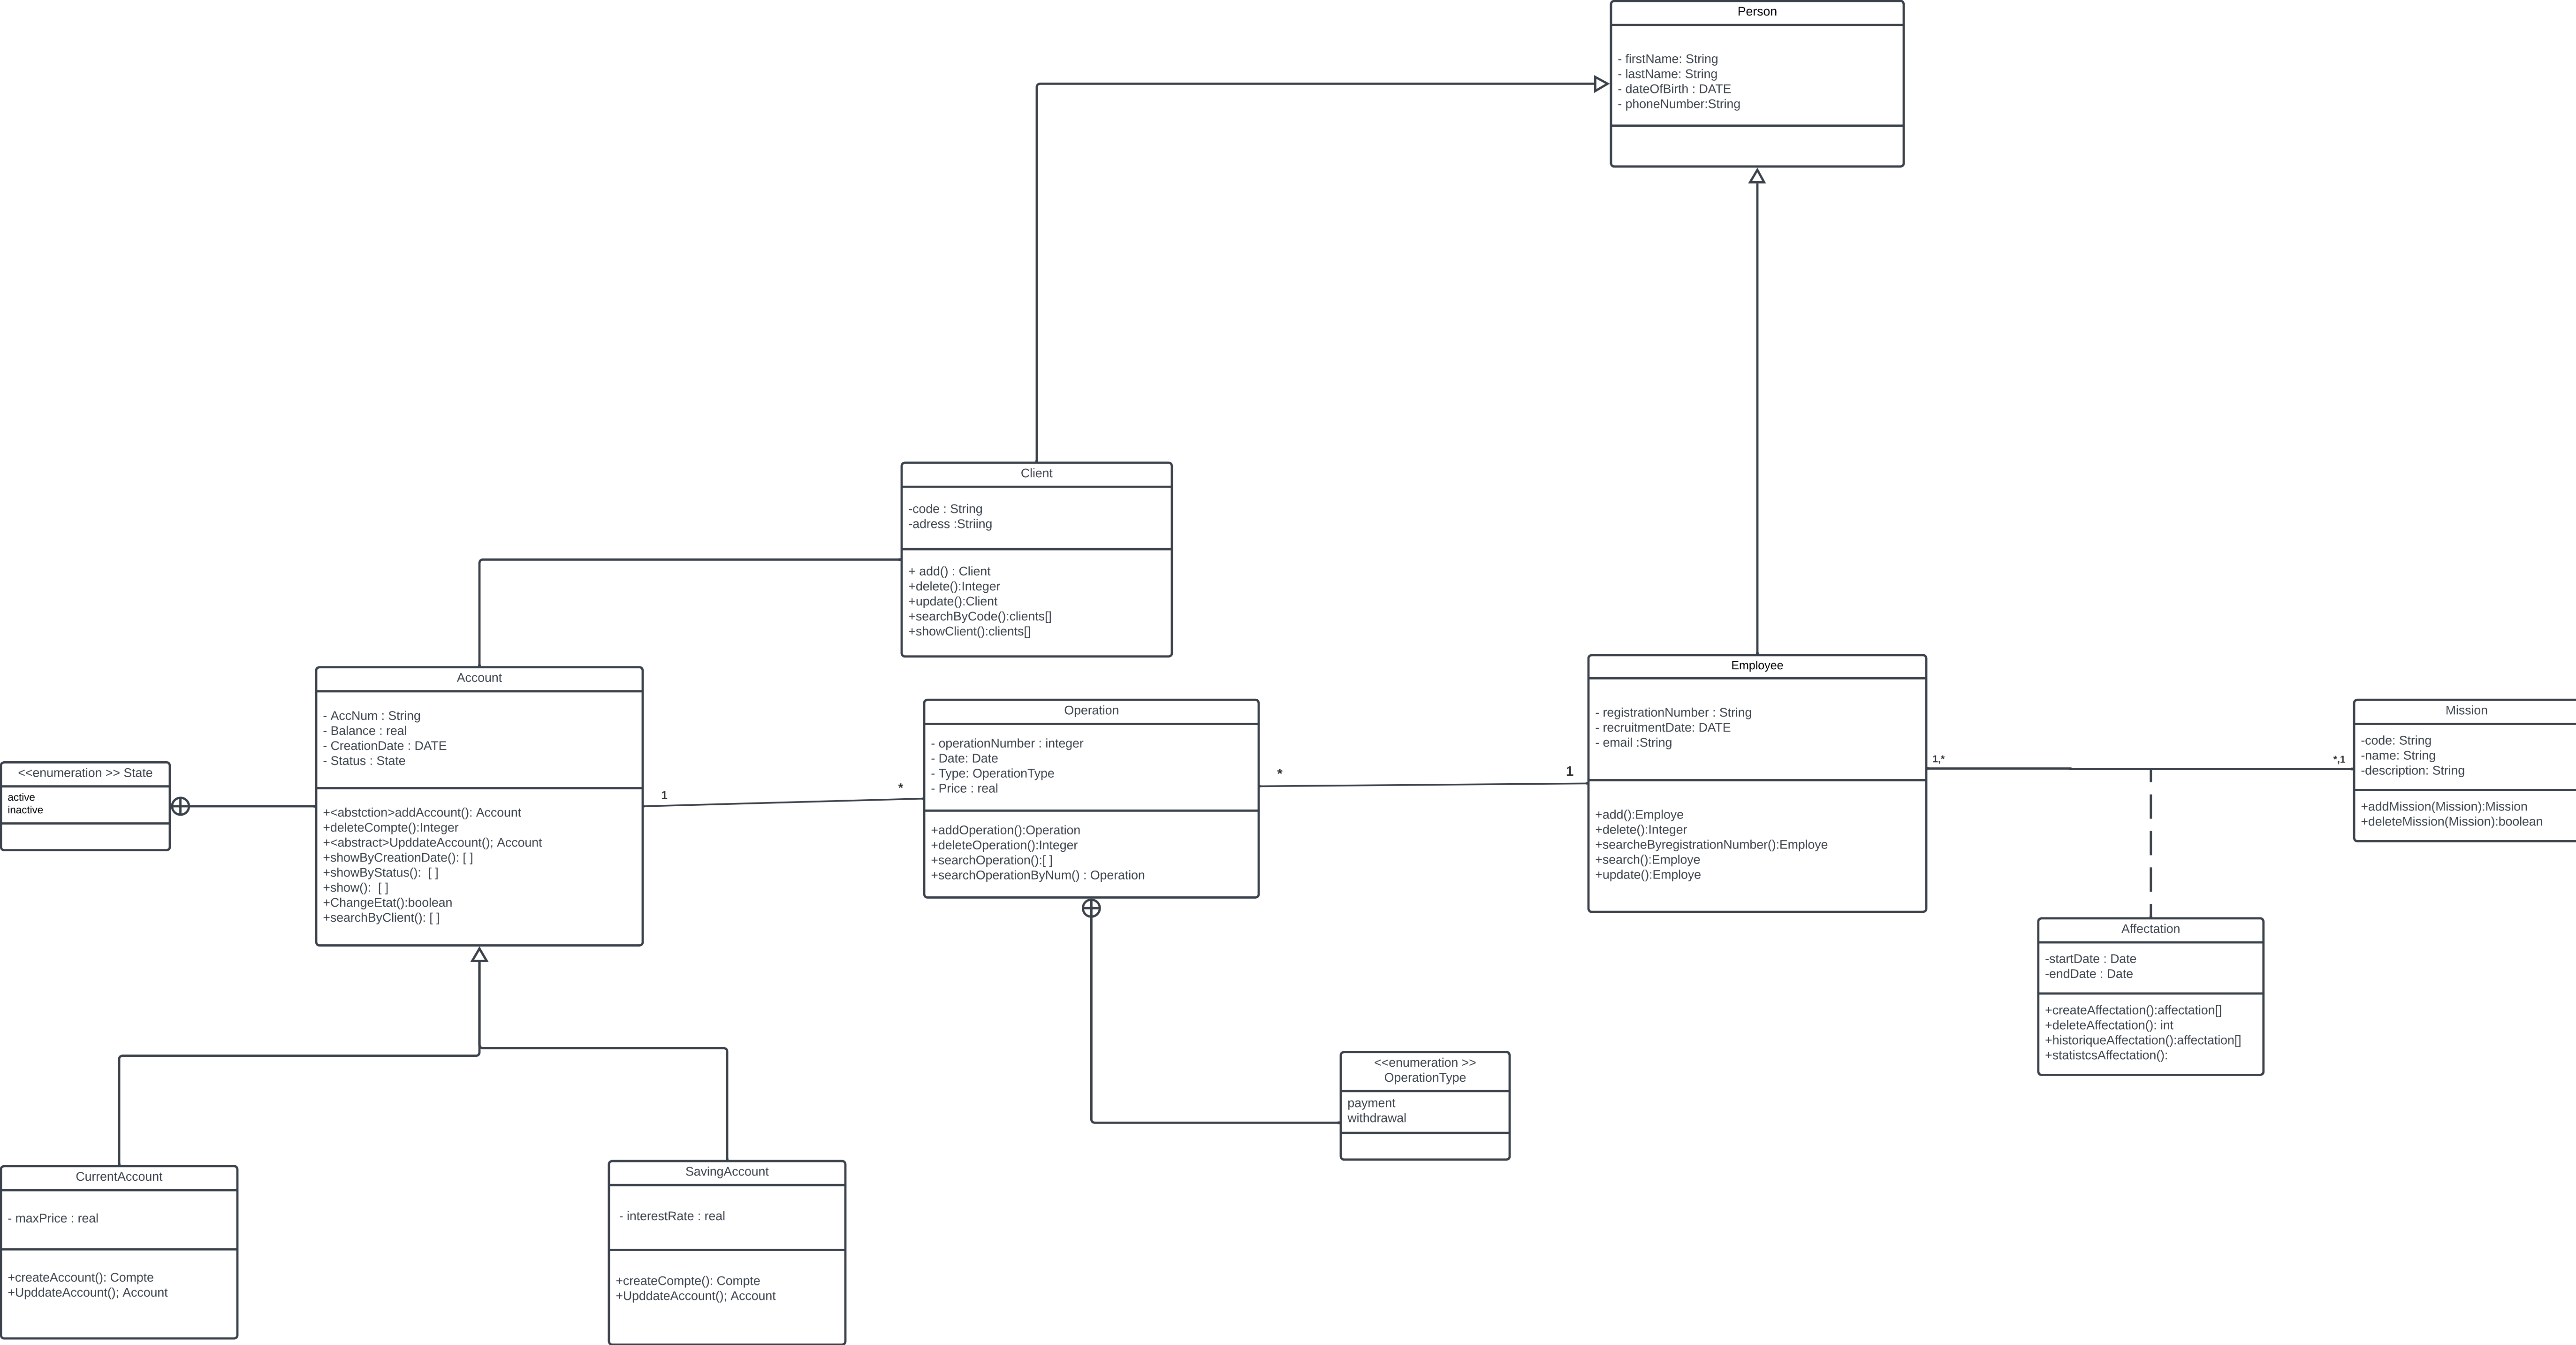 Person
- firstName: String
- lastName: String
- dateOfBirth : DATE
- phoneNumber:String
Client
-code : String
-adress :Striing
+ add() : Client
+delete():Integer
+update():Client
+searchByCode():clients[]
+showClient():clients[]
Account
- AccNum : String
- Balance : real
- CreationDate : DATE
- Status : State
+<abstction>addAccount(): Account
+deleteCompte():Integer
+<abstract>UpddateAccount(); Account
+showByCreationDate(): [ ]
+showByStatus():  [ ]
+show():  [ ]
+ChangeEtat():boolean
+searchByClient(): [ ]
<<enumeration >> State
active
inactive
1
*
Operation
- operationNumber : integer
- Date: Date
- Type: OperationType
- Price : real
+addOperation():Operation
+deleteOperation():Integer
+searchOperation():[ ]
+searchOperationByNum() : Operation
*
1
Employee
- registrationNumber : String
- recruitmentDate: DATE
- email :String
+add():Employe
+delete():Integer
+searcheByregistrationNumber():Employe
+search():Employe
+update():Employe
1,*
*,1
Mission
-code: String
-name: String
-description: String
+addMission(Mission):Mission
+deleteMission(Mission):boolean
Affectation
-startDate : Date
-endDate : Date
+createAffectation():affectation[]
+deleteAffectation(): int
+historiqueAffectation():affectation[]
+statistcsAffectation():
<<enumeration >>
OperationType
payment
withdrawal
CurrentAccount
- maxPrice : real
+createAccount(): Compte
+UpddateAccount(); Account
SavingAccount
- interestRate : real
+createCompte(): Compte
+UpddateAccount(); Account